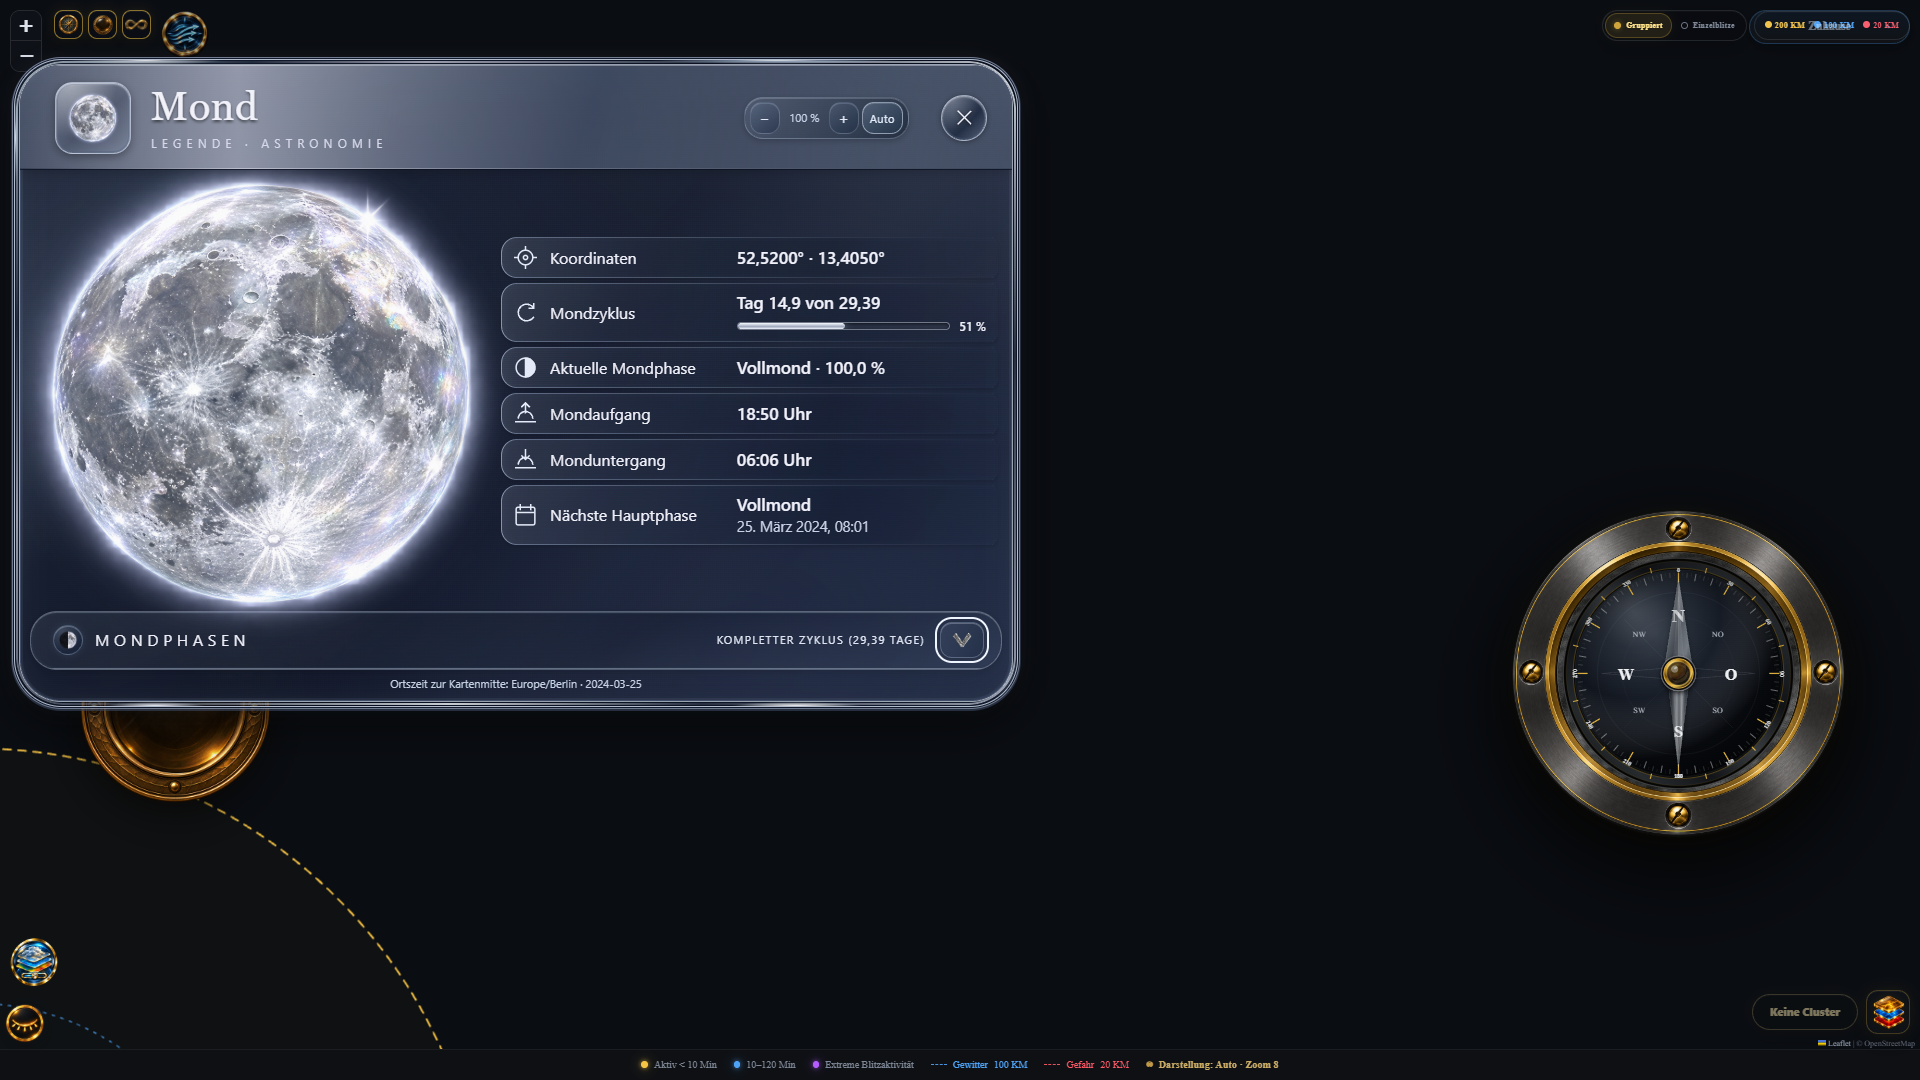 +
−
Gruppiert
Einzelblitze
200 KM
20 KM
Mond
LEGENDE · ASTRONOMIE
− 100 % + Auto
Koordinaten 52,5200° · 13,4050°
Mondzyklus Tag 14,9 von 29,39
51 %
Aktuelle Mondphase Vollmond · 100,0 %
Mondaufgang 18:50 Uhr
Monduntergang 06:06 Uhr
Nächste Hauptphase Vollmond
25. März 2024, 08:01
MONDPHASEN KOMPLETTER ZYKLUS (29,39 TAGE)
Ortszeit zur Kartenmitte: Europe/Berlin · 2024-03-25
N
NW NO
W O
SW SO
S
Keine Cluster
Leaflet | © OpenStreetMap
Aktiv < 10 Min 10–120 Min Extreme Blitzaktivität Gewitter 100 KM Gefahr 20 KM Darstellung: Auto · Zoom 8